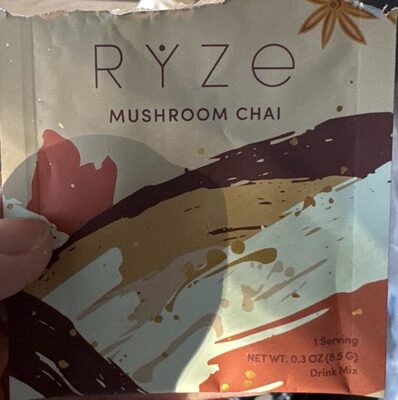 RYZe
MUSHROOM CHAI
1 Serving
NET WT. 0.3 OZ (8.5 G)
Drink Mix